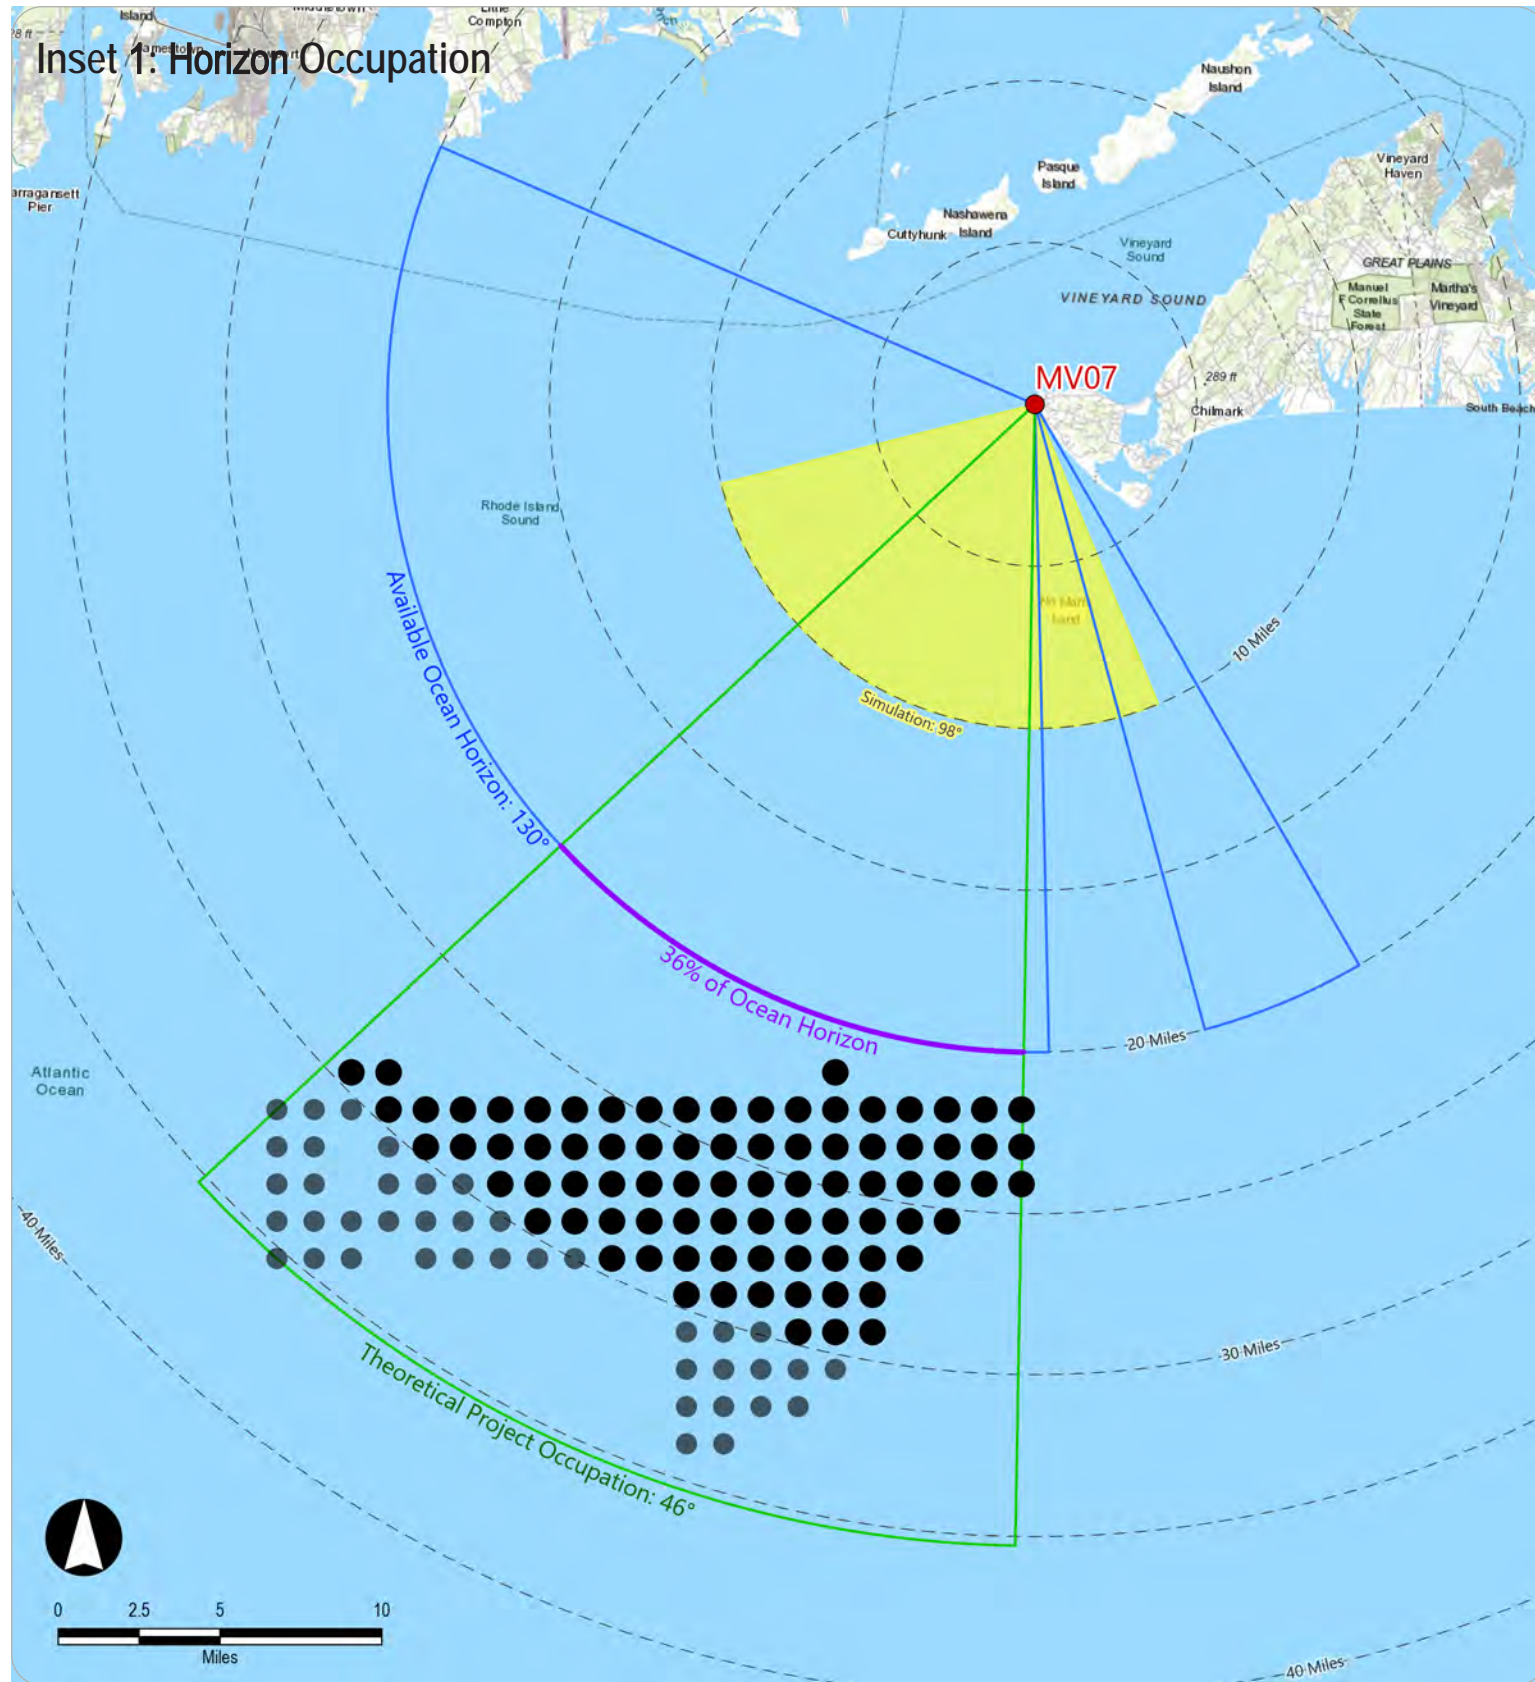 Island
Little
Compton
Inset 1: Horizon Occupation
Naushon
Island
Pasque
Island
Vineyard
Haven
arragansett
Pier
Nashawena
Island
Cuttyhunk
Vineyard
Sound
GREAT PLAINS
VINEYARD SOUND
Manuel
F Correllus
State
Forest
Martha's
Vineyard
MV07
289 ft
Chilmark
South Beach
Rhode Island
Sound
10 Miles
Available Ocean Horizon: 130°
Simulation: 98°
36% of Ocean Horizon
20 Miles
Atlantic
Ocean
40 Miles
30 Miles
Theoretical Project Occupation: 46°
0 2.5 5 10
Miles
40 Miles